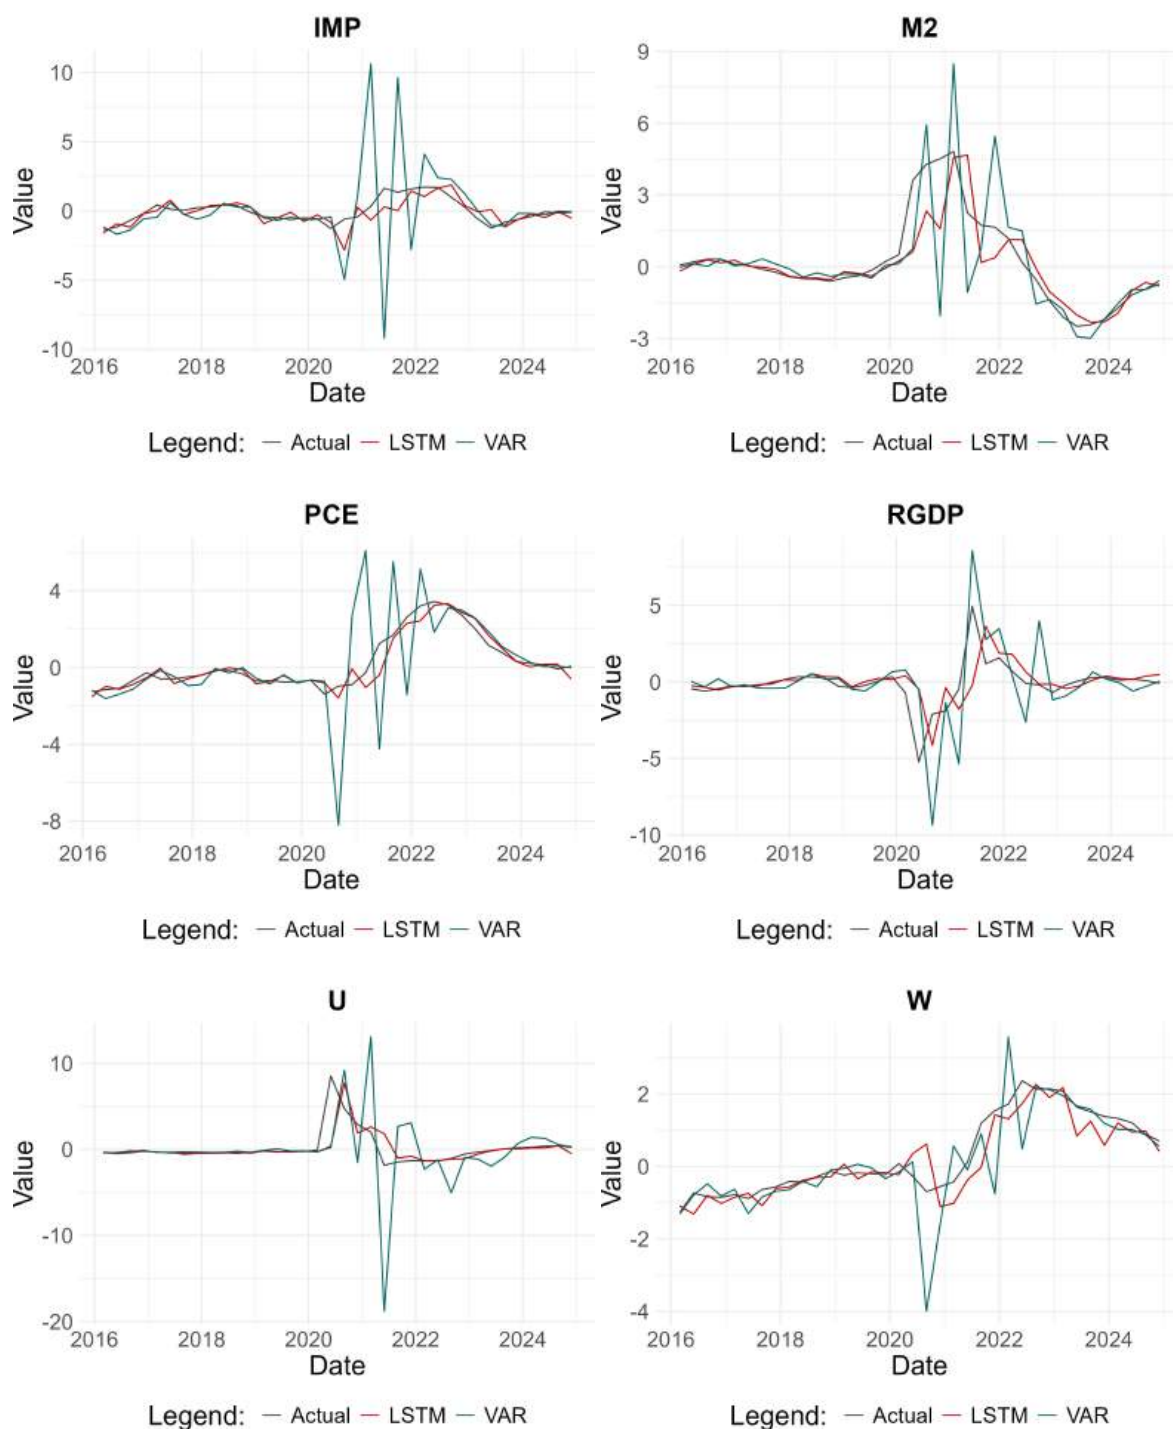 IMP
Value
10
5
0
-5
-10
2016 2018 2020 2022 2024
Date
Legend: Actual LSTM VAR
M2
Value
9
6
3
0
-3
2016 2018 2020 2022 2024
Date
Legend: Actual LSTM VAR
PCE
Value
4
0
-4
-8
2016 2018 2020 2022 2024
Date
Legend: Actual LSTM VAR
RGDP
Value
5
0
-5
-10
2016 2018 2020 2022 2024
Date
Legend: Actual LSTM VAR
U
Value
10
0
-10
-20
2016 2018 2020 2022 2024
Date
Legend: Actual LSTM VAR
W
Value
2
0
-2
-4
2016 2018 2020 2022 2024
Date
Legend: Actual LSTM VAR